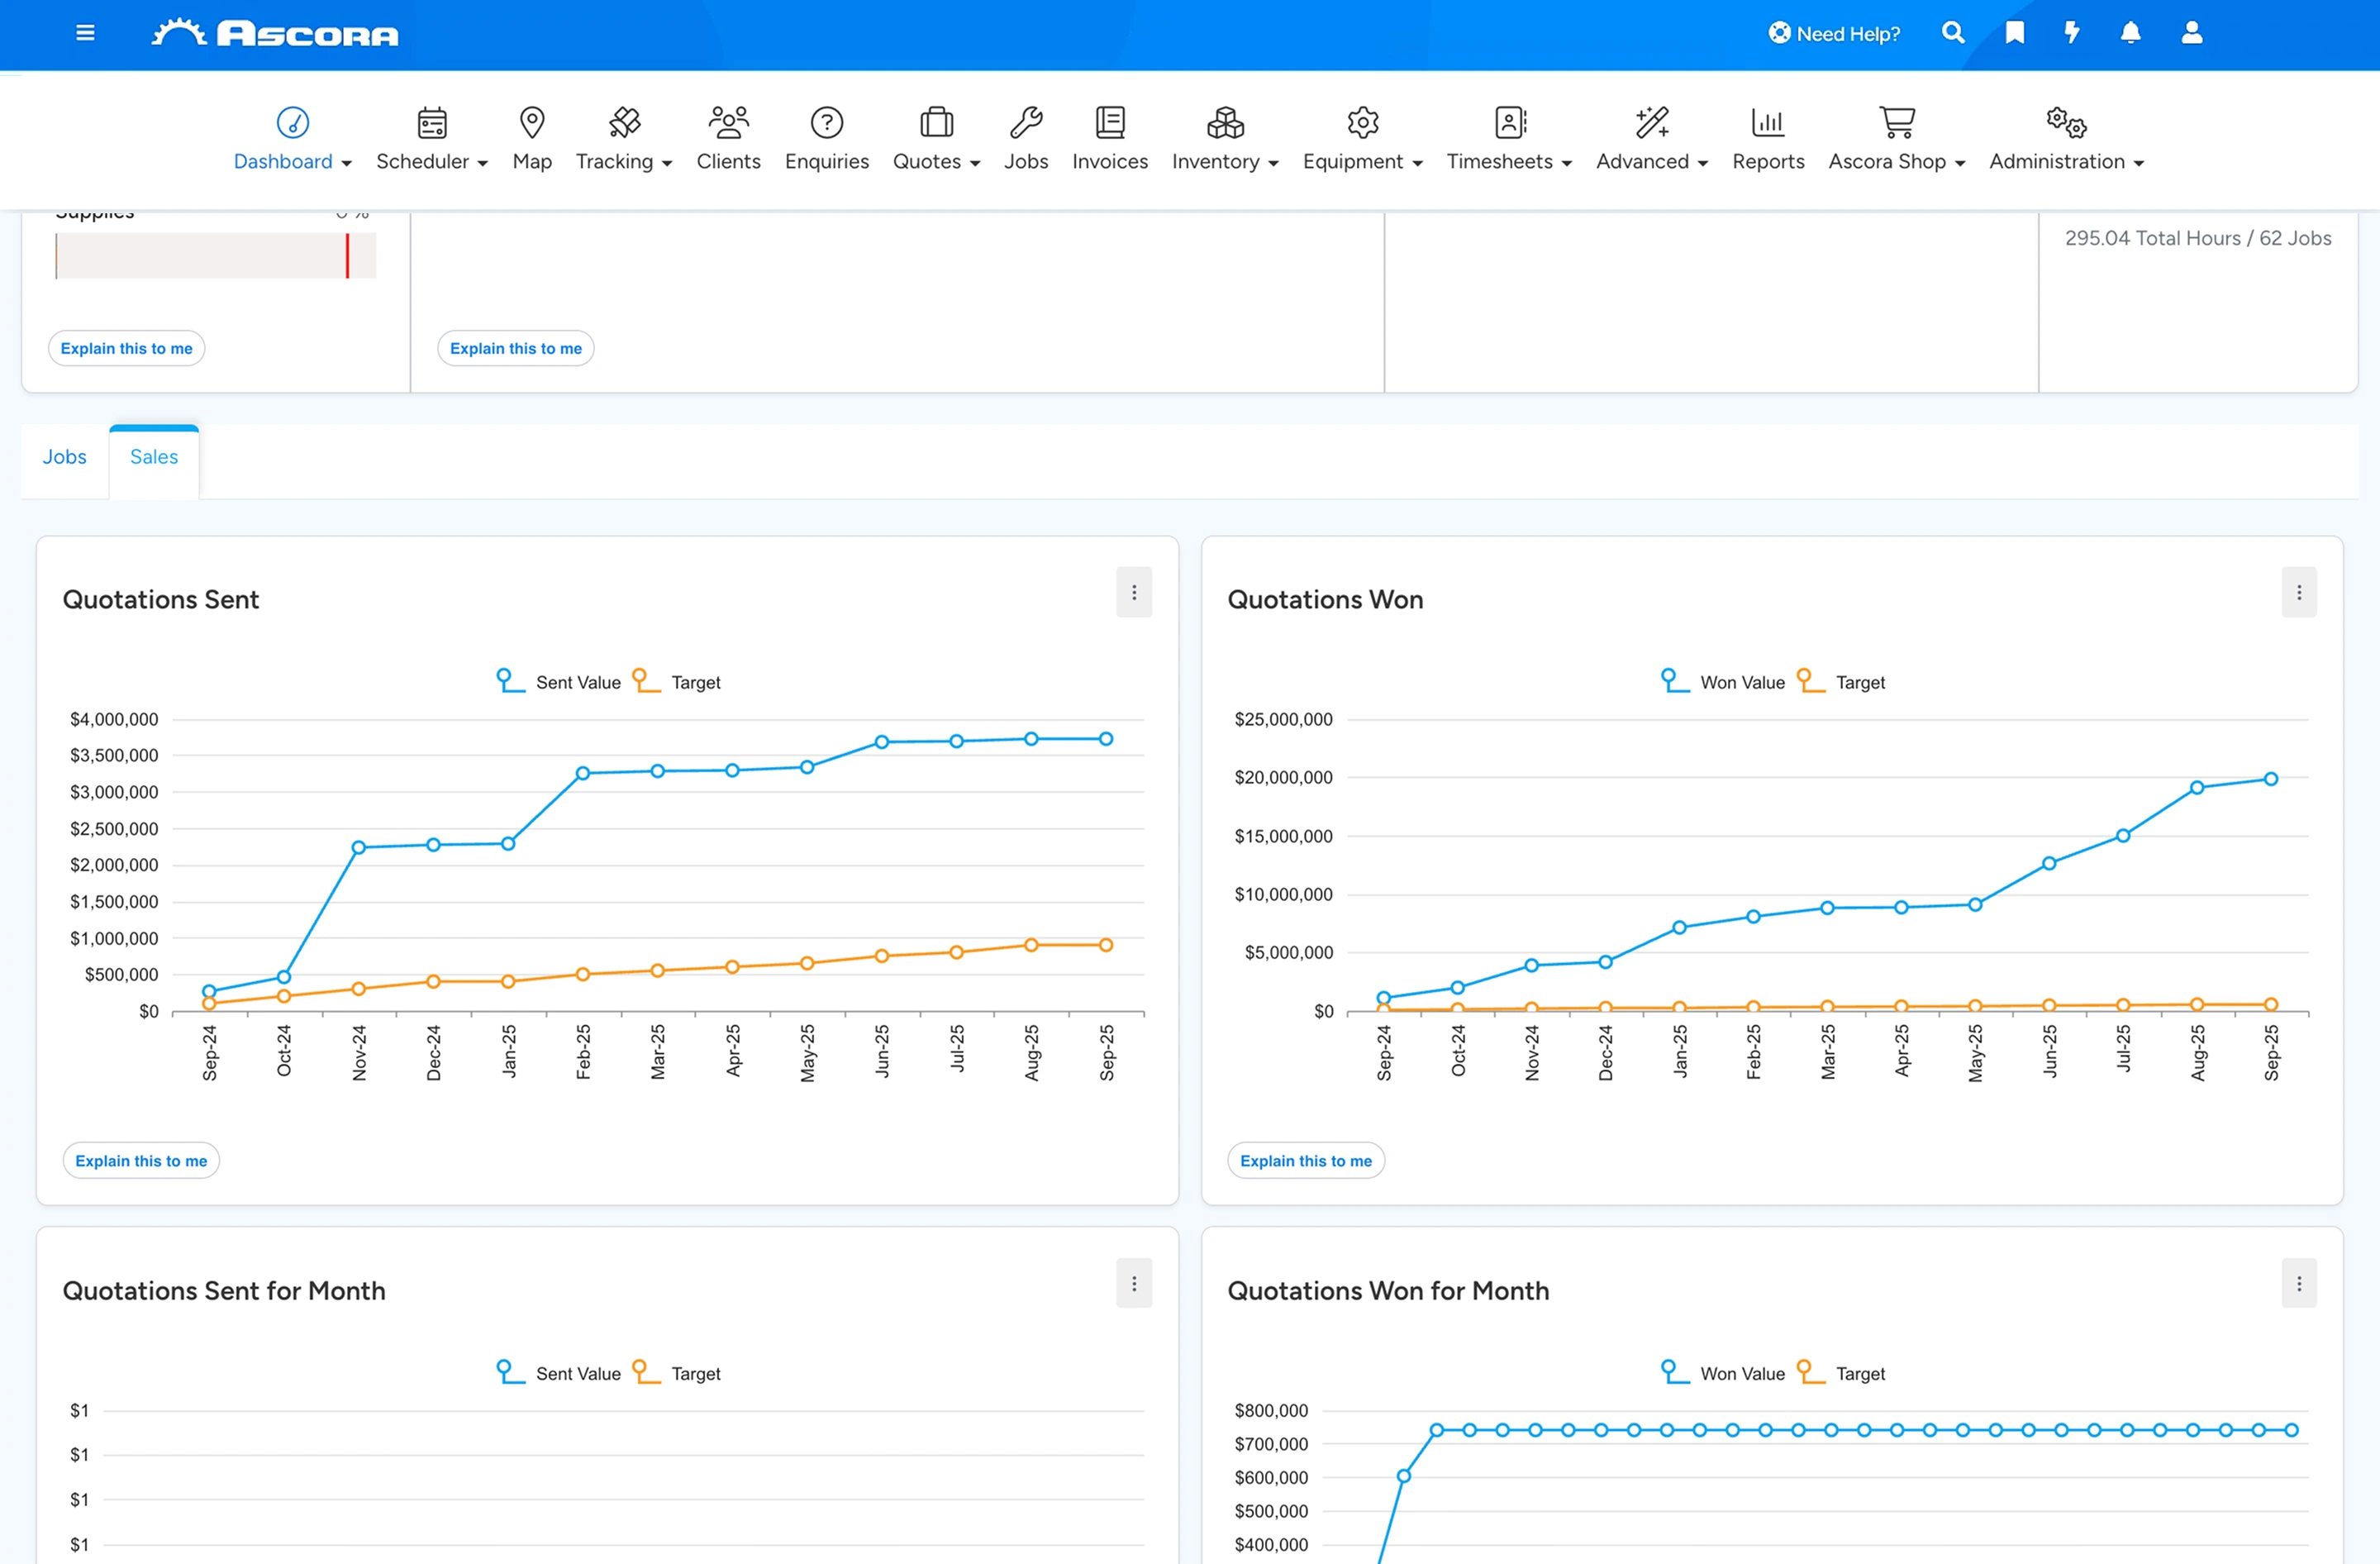 ASCORA
Need Help?
Dashboard Scheduler Map Tracking Clients Enquiries Quotes Jobs Invoices Inventory Equipment Timesheets Advanced Reports Ascora Shop Administration
Supplies 0 %
295.04 Total Hours / 62 Jobs
Explain this to me
Explain this to me
Jobs
Sales
Quotations Sent
Sent Value
Target
$4,000,000
$3,500,000
$3,000,000
$2,500,000
$2,000,000
$1,500,000
$1,000,000
$500,000
$0
Sep-24
Oct-24
Nov-24
Dec-24
Jan-25
Feb-25
Mar-25
Apr-25
May-25
Jun-25
Jul-25
Aug-25
Sep-25
Explain this to me
Quotations Won
Won Value
Target
$25,000,000
$20,000,000
$15,000,000
$10,000,000
$5,000,000
$0
Sep-24
Oct-24
Nov-24
Dec-24
Jan-25
Feb-25
Mar-25
Apr-25
May-25
Jun-25
Jul-25
Aug-25
Sep-25
Explain this to me
Quotations Sent for Month
Sent Value
Target
$1
$1
$1
$1
Quotations Won for Month
Won Value
Target
$800,000
$700,000
$600,000
$500,000
$400,000